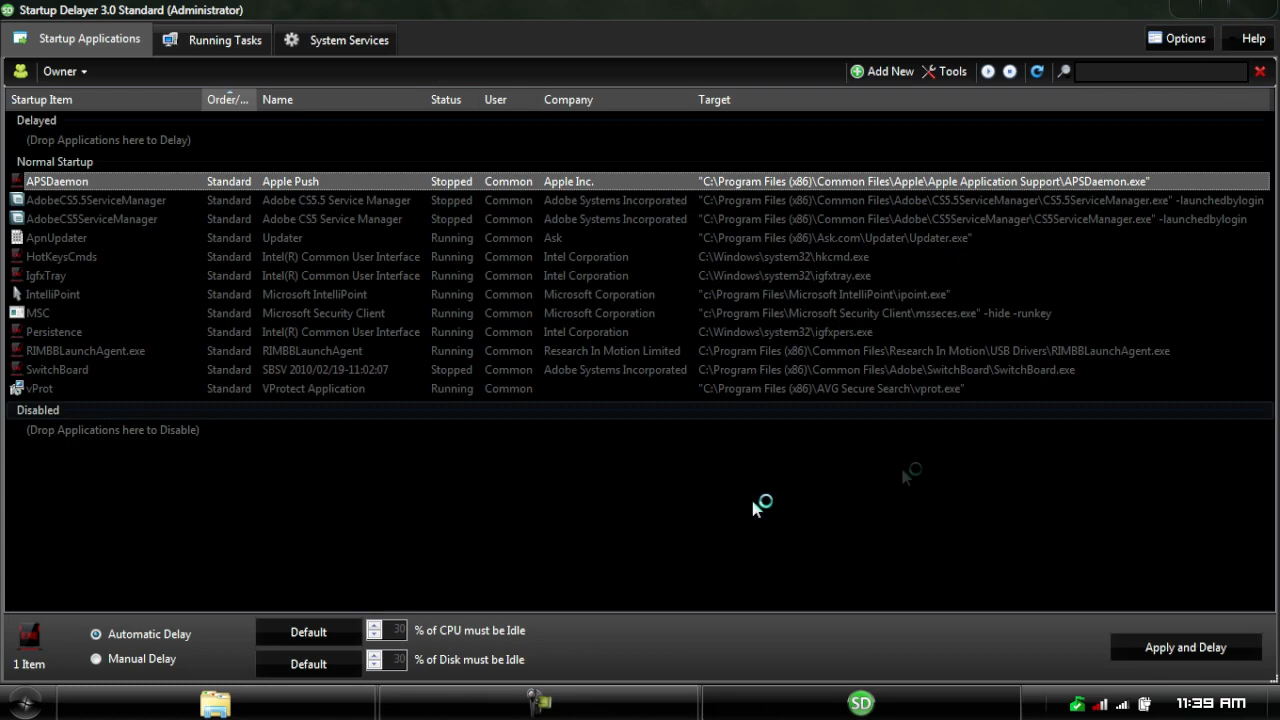 SD Startup Delayer 3.0 Standard (Administrator)
Startup Applications Running Tasks System Services Options Help
Owner Add New Tools
Startup Item Order/... Name Status User Company Target
Delayed
(Drop Applications here to Delay)
Normal Startup
APSDaemon Standard Apple Push Stopped Common Apple Inc. "C:\Program Files (x86)\Common Files\Apple\Apple Application Support\APSDaemon.exe"
AdobeCS5.5ServiceManager Standard Adobe CS5.5 Service Manager Stopped Common Adobe Systems Incorporated "C:\Program Files (x86)\Common Files\Adobe\CS5.5ServiceManager\CS5.5ServiceManager.exe" -launchedbylogin
AdobeCS5ServiceManager Standard Adobe CS5 Service Manager Stopped Common Adobe Systems Incorporated "C:\Program Files (x86)\Common Files\Adobe\CS5ServiceManager\CS5ServiceManager.exe" -launchedbylogin
ApnUpdater Standard Updater Running Common Ask "C:\Program Files (x86)\Ask.com\Updater\Updater.exe"
HotKeysCmds Standard Intel(R) Common User Interface Running Common Intel Corporation C:\Windows\system32\hkcmd.exe
IgfxTray Standard Intel(R) Common User Interface Running Common Intel Corporation C:\Windows\system32\igfxtray.exe
IntelliPoint Standard Microsoft IntelliPoint Running Common Microsoft Corporation "c:\Program Files\Microsoft IntelliPoint\ipoint.exe"
MSC Standard Microsoft Security Client Running Common Microsoft Corporation "c:\Program Files\Microsoft Security Client\msseces.exe" -hide -runkey
Persistence Standard Intel(R) Common User Interface Running Common Intel Corporation C:\Windows\system32\igfxpers.exe
RIMBBLaunchAgent.exe Standard RIMBBLaunchAgent Running Common Research In Motion Limited C:\Program Files (x86)\Common Files\Research In Motion\USB Drivers\RIMBBLaunchAgent.exe
SwitchBoard Standard SBSV 2010/02/19-11:02:07 Stopped Common Adobe Systems Incorporated C:\Program Files (x86)\Common Files\Adobe\SwitchBoard\SwitchBoard.exe
vProt Standard VProtect Application Running Common "C:\Program Files (x86)\AVG Secure Search\vprot.exe"
Disabled
(Drop Applications here to Disable)
Automatic Delay Default 30 % of CPU must be Idle
EXE
1 Item Manual Delay Default 30 % of Disk must be Idle
Apply and Delay
SD 11:39 AM